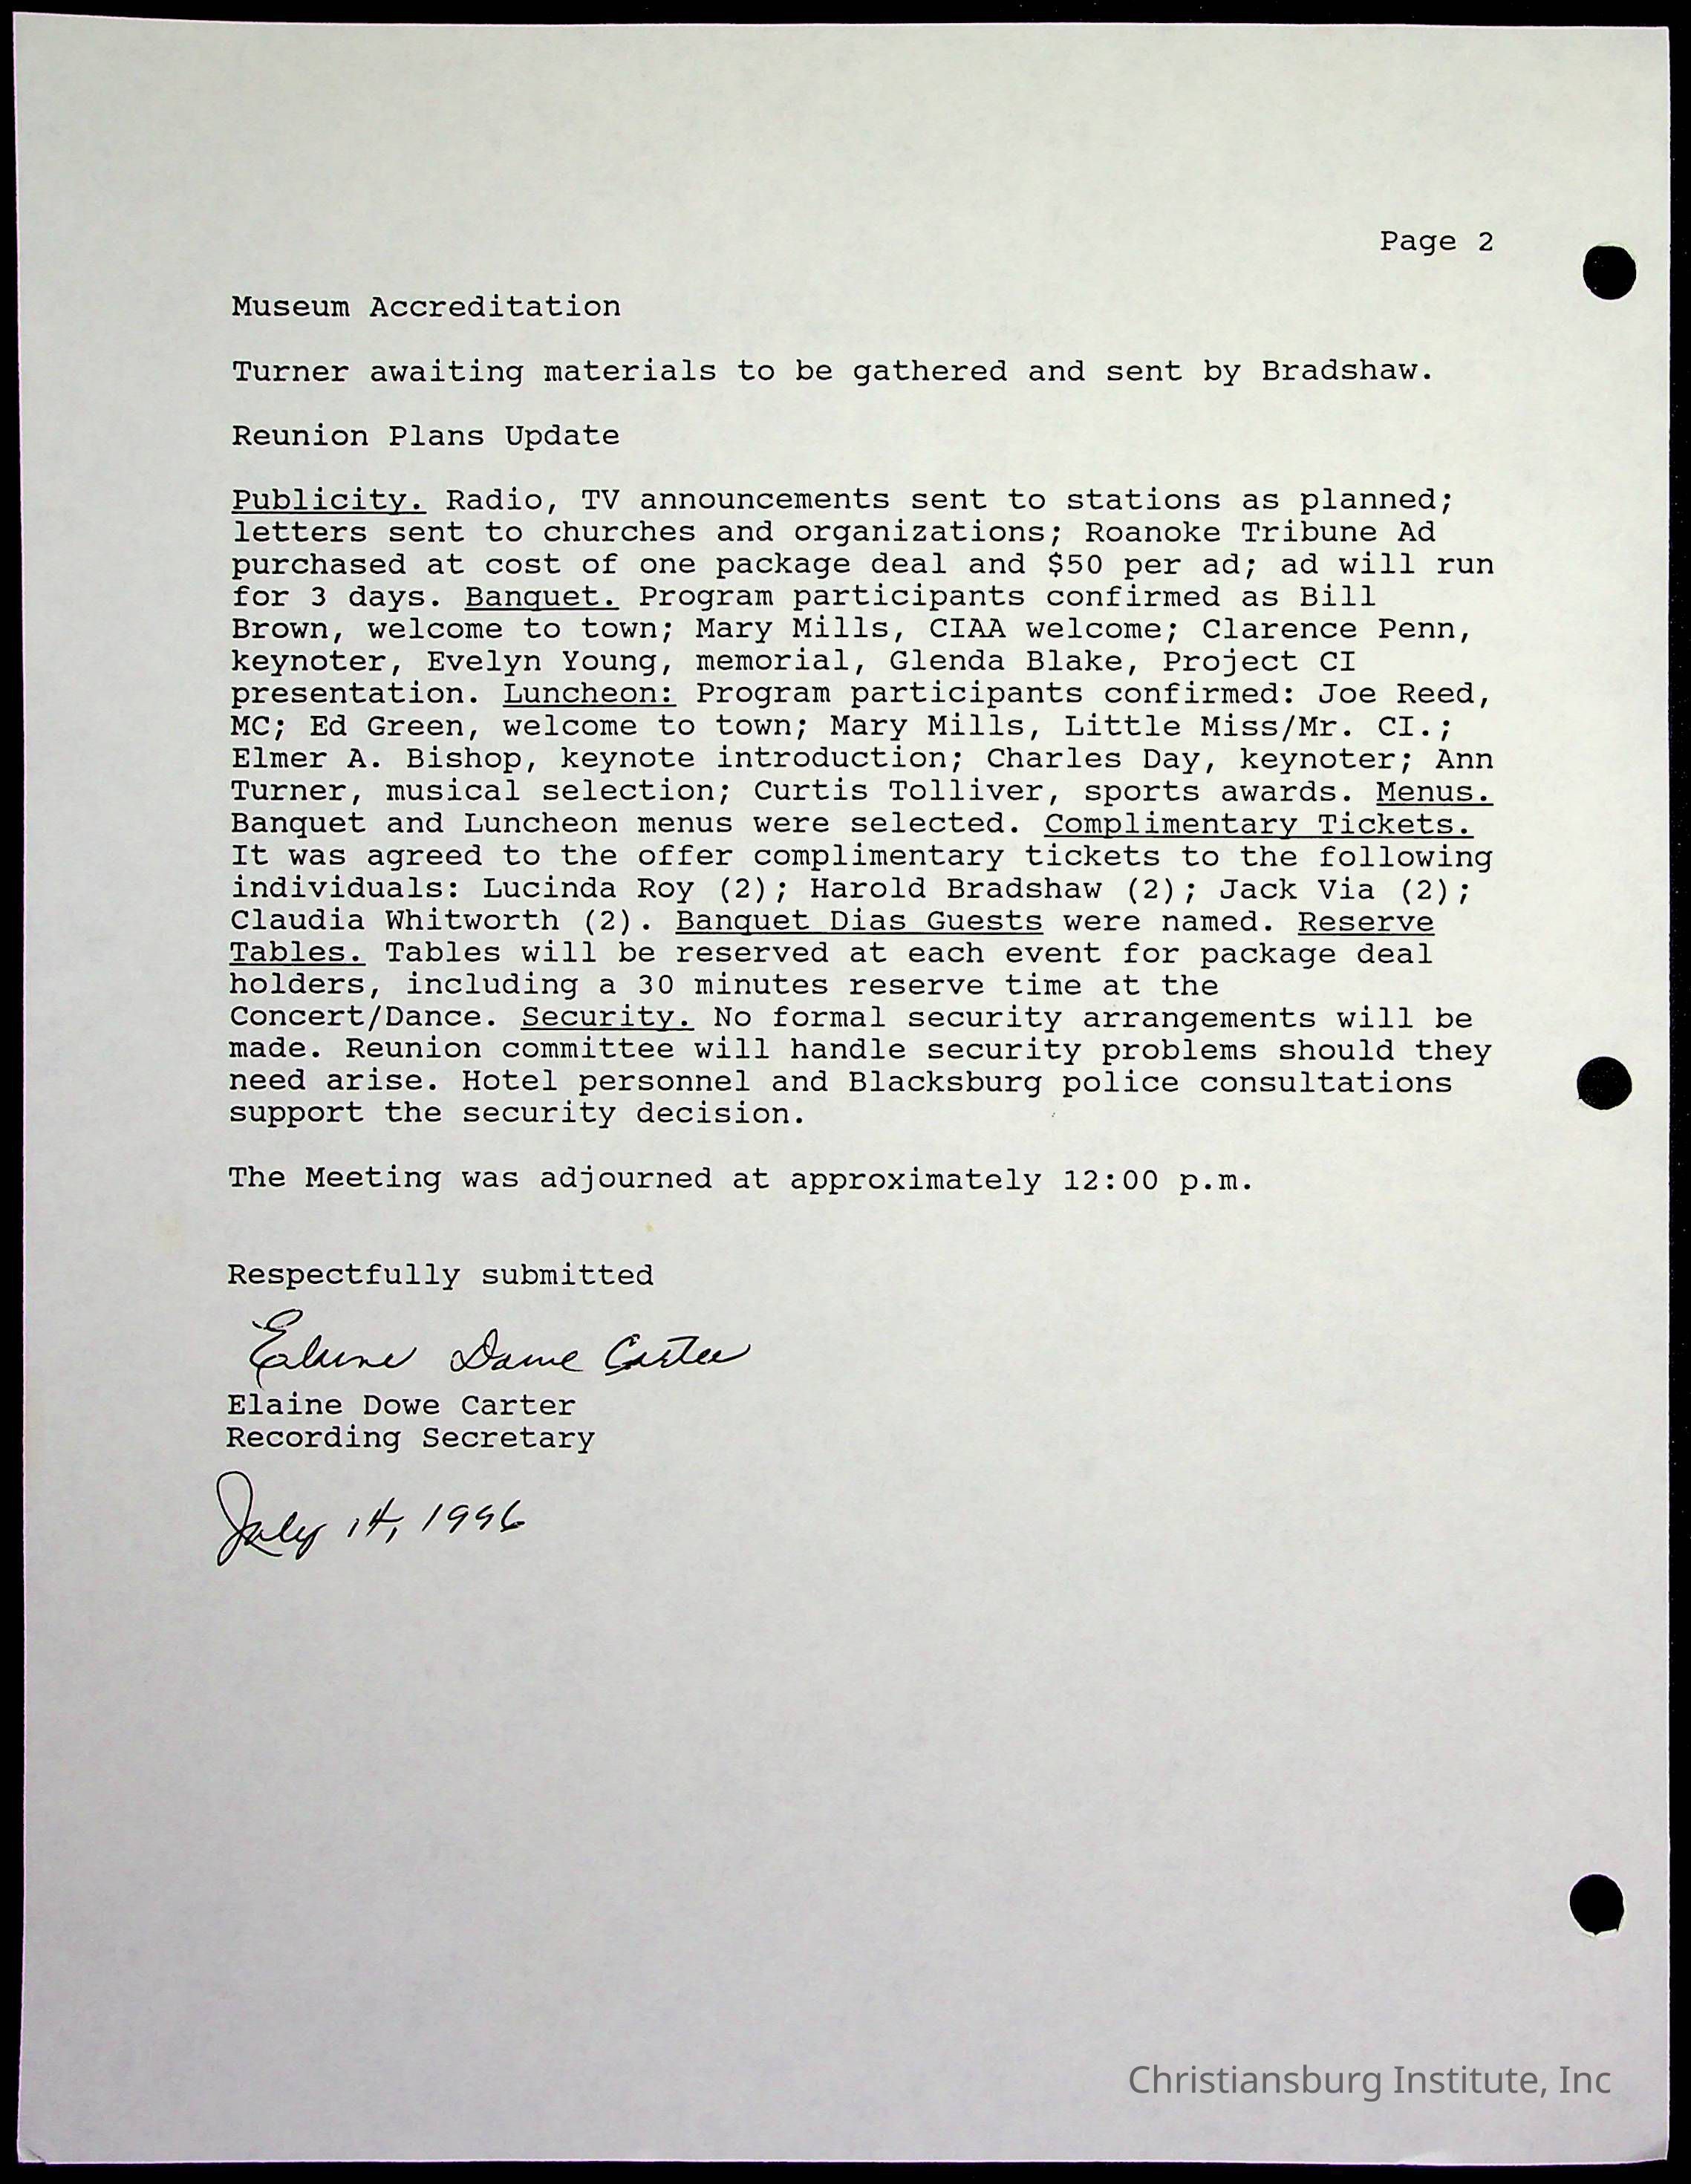 Page 2
Museum Accreditation
Turner awaiting materials to be gathered and sent by Bradshaw.
Reunion Plans Update
Publicity. Radio, TV announcements sent to stations as planned;
letters sent to churches and organizations; Roanoke Tribune Ad
purchased at cost of one package deal and $50 per ad; ad will run
for 3 days. Banquet. Program participants confirmed as Bill
Brown, welcome to town; Mary Mills, CIAA welcome; Clarence Penn,
keynoter, Evelyn Young, memorial, Glenda Blake, Project CI
presentation. Luncheon: Program participants confirmed: Joe Reed,
MC; Ed Green, welcome to town; Mary Mills, Little Miss/Mr. CI.;
Elmer A. Bishop, keynote introduction; Charles Day, keynoter; Ann
Turner, musical selection; Curtis Tolliver, sports awards. Menus.
Banquet and Luncheon menus were selected. Complimentary Tickets.
It was agreed to the offer complimentary tickets to the following
individuals: Lucinda Roy (2); Harold Bradshaw (2); Jack Via (2);
Claudia Whitworth (2). Banquet Dias Guests were named. Reserve
Tables. Tables will be reserved at each event for package deal
holders, including a 30 minutes reserve time at the
Concert/Dance. Security. No formal security arrangements will be
made. Reunion committee will handle security problems should they
need arise. Hotel personnel and Blacksburg police consultations
support the security decision.
The Meeting was adjourned at approximately 12:00 p.m.
Respectfully submitted
Elaine Dowe Carter
Elaine Dowe Carter
Recording Secretary
July 14, 1996
Christiansburg Institute, Inc